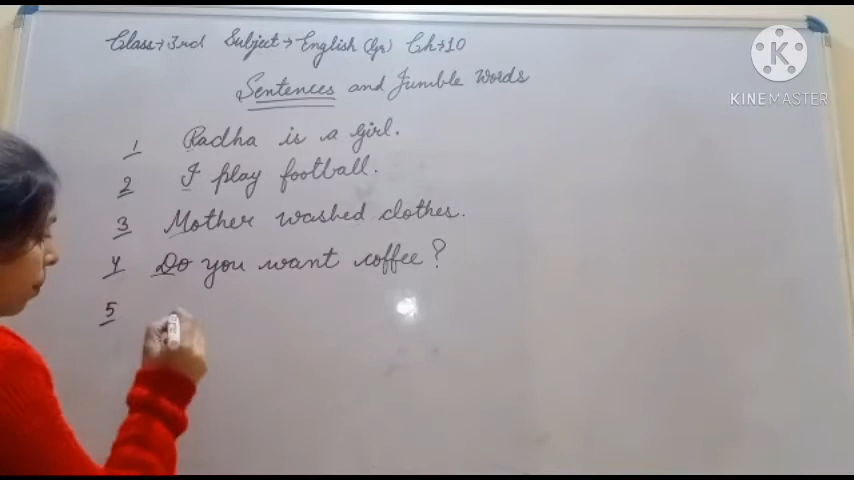 Class→3rd Subject→English (Gr) Ch→10
Sentences and Jumble Words
1 Radha is a girl.
2 I play football.
3 Mother washed clothes.
4 Do you want coffee?
5
K
KINEMASTER